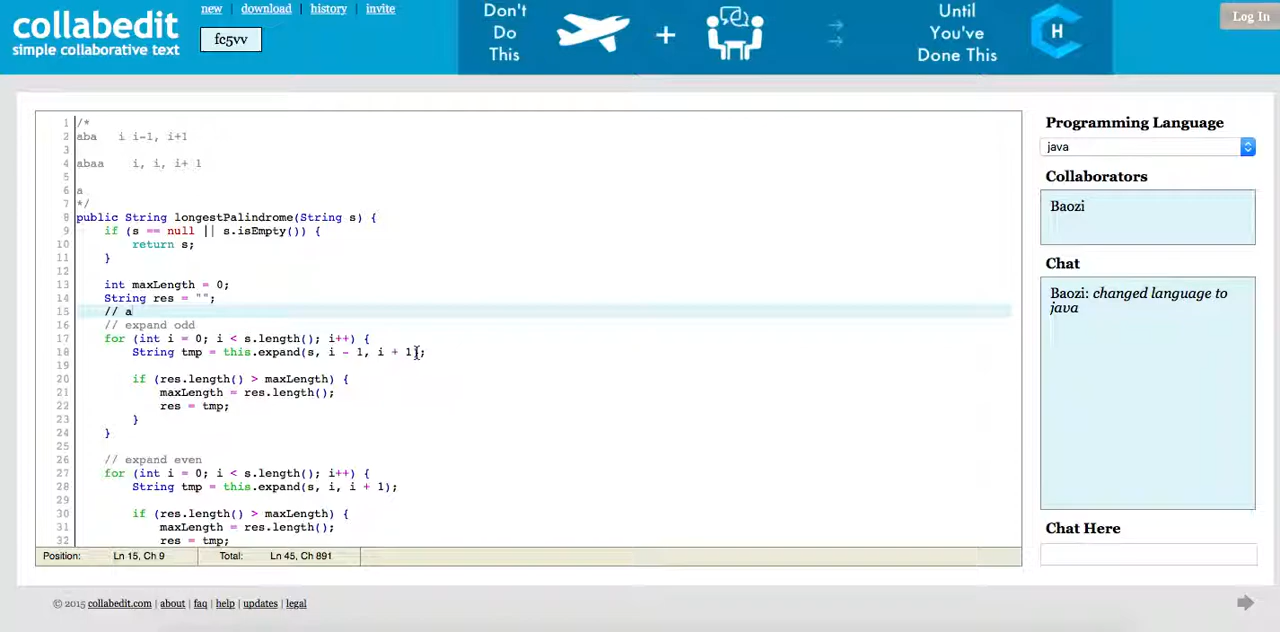 collabedit
simple collaborative text
new | download | history | invite
fc5vv
Don't
Do
This
+
Until
You've
Done This
H
Log In
1 /*
2 aba   i i-1, i+1
3
4 abaa    i, i, i+ 1
5
6 a
7 */
8 public String longestPalindrome(String s) {
9     if (s == null || s.isEmpty()) {
10         return s;
11     }
12
13     int maxLength = 0;
14     String res = "";
15     // a
16     // expand odd
17     for (int i = 0; i < s.length(); i++) {
18         String tmp = this.expand(s, i - 1, i + 1);
19
20         if (res.length() > maxLength) {
21             maxLength = res.length();
22             res = tmp;
23         }
24     }
25
26     // expand even
27     for (int i = 0; i < s.length(); i++) {
28         String tmp = this.expand(s, i, i + 1);
29
30         if (res.length() > maxLength) {
31             maxLength = res.length();
32             res = tmp;
Position: Ln 15, Ch 9 Total: Ln 45, Ch 891
Programming Language
java
Collaborators
Baozi
Chat
Baozi: changed language to
java
Chat Here
© 2015 collabedit.com | about | faq | help | updates | legal